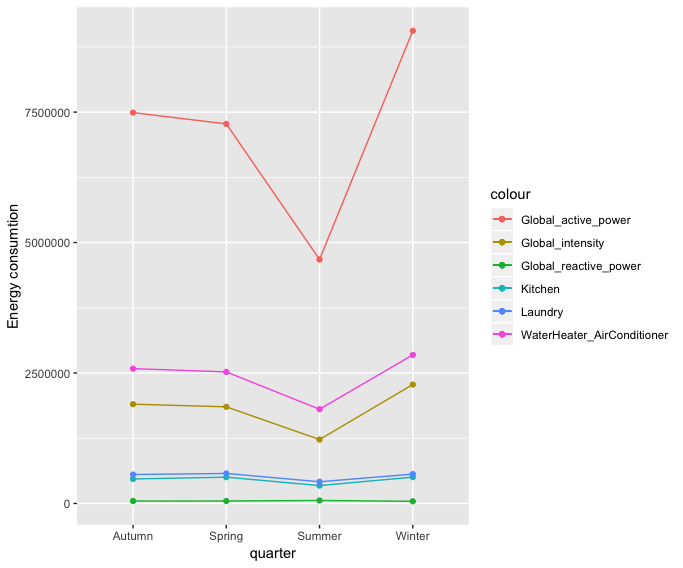 Energy consumtion
7500000
5000000
2500000
0
Autumn Spring Summer Winter
quarter
colour
Global_active_power
Global_intensity
Global_reactive_power
Kitchen
Laundry
WaterHeater_AirConditioner